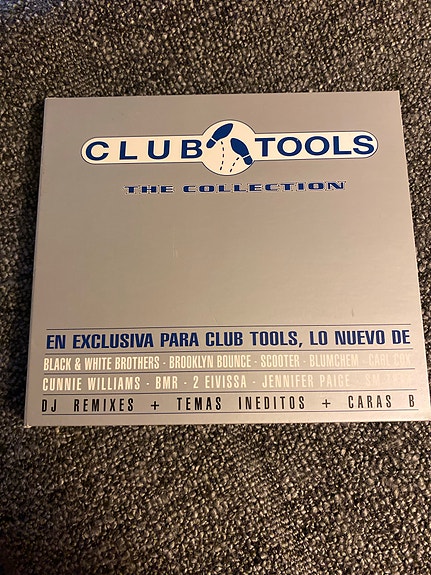 CLUB TOOLS
THE COLLECTION
EN EXCLUSIVA PARA CLUB TOOLS, LO NUEVO DE
BLACK & WHITE BROTHERS - BROOKLYN BOUNCE - SCOOTER - BLUMCHEM - CARL COX
CUNNIE WILLIAMS - BMR - 2 EIVISSA - JENNIFER PAIGE
DJ REMIXES + TEMAS INEDITOS + CARAS B